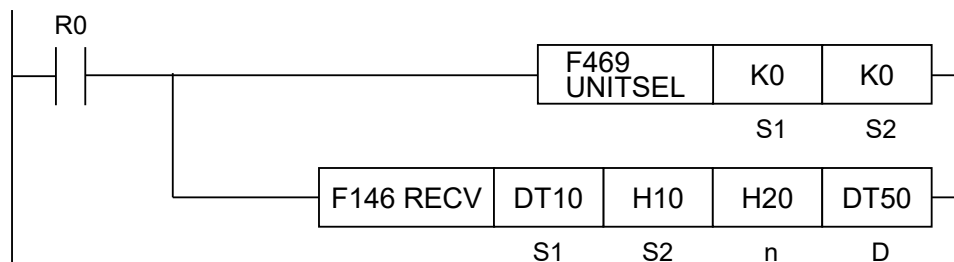 R0
F469 UNITSEL K0 K0
S1 S2
F146 RECV DT10 H10 H20 DT50
S1 S2 n D